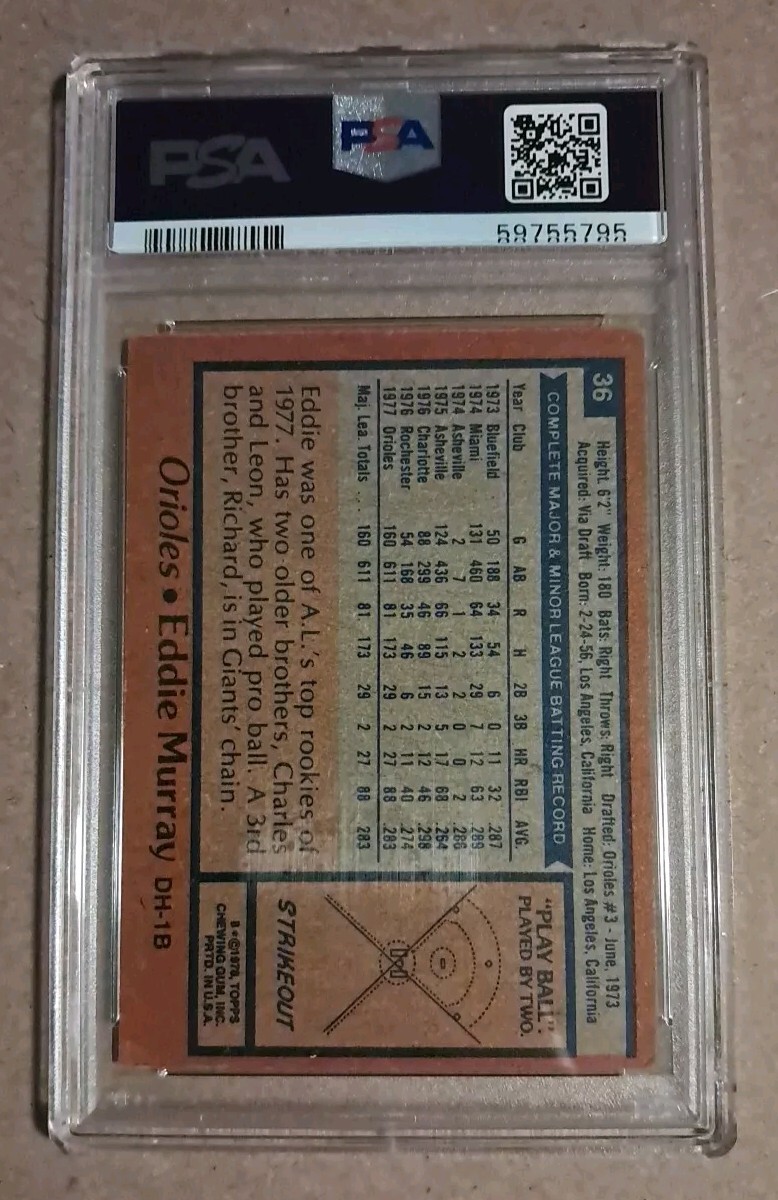 PSA
PSA
59755795
36
Height: 6'2" Weight: 180 Bats: Right Throws: Right Drafted: Orioles #3 - June, 1973
Acquired: Via Draft Born: 2-24-56, Los Angeles, California Home: Los Angeles, California
COMPLETE MAJOR & MINOR LEAGUE BATTING RECORD
Year Club G AB R H 2B 3B HR RBI AVG.
1973 Bluefield . 50 188 34 54 6 0 11 32 .287
1974 Miami 131 460 64 133 29 7 12 63 .289
1974 Asheville 2 7 1 2 2 0 0 2 .286
1975 Asheville 124 436 66 115 13 5 17 68 .264
1976 Charlotte 88 299 46 89 15 2 12 46 .298
1976 Rochester 54 168 35 46 6 2 11 40 .274
1977 Orioles 160 611 81 173 29 2 27 88 .283
Maj. Lea. Totals ... 160 611 81 173 29 2 27 88 .283
Eddie was one of A.L.'s top rookies of
1977. Has two older brothers, Charles
and Leon, who played pro ball. A 3rd
brother, Richard, is in Giants' chain.
"PLAY BALL":
PLAYED BY TWO.
STRIKEOUT
B•©1978, TOPPS
CHEWING GUM, INC.
PRTD. IN U.S.A.
Orioles • Eddie Murray DH-1B